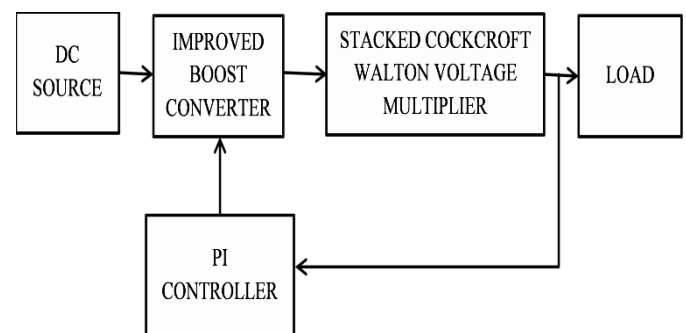 DC
SOURCE
IMPROVED
BOOST
CONVERTER
STACKED COCKCROFT
WALTON VOLTAGE
MULTIPLIER
LOAD
PI
CONTROLLER